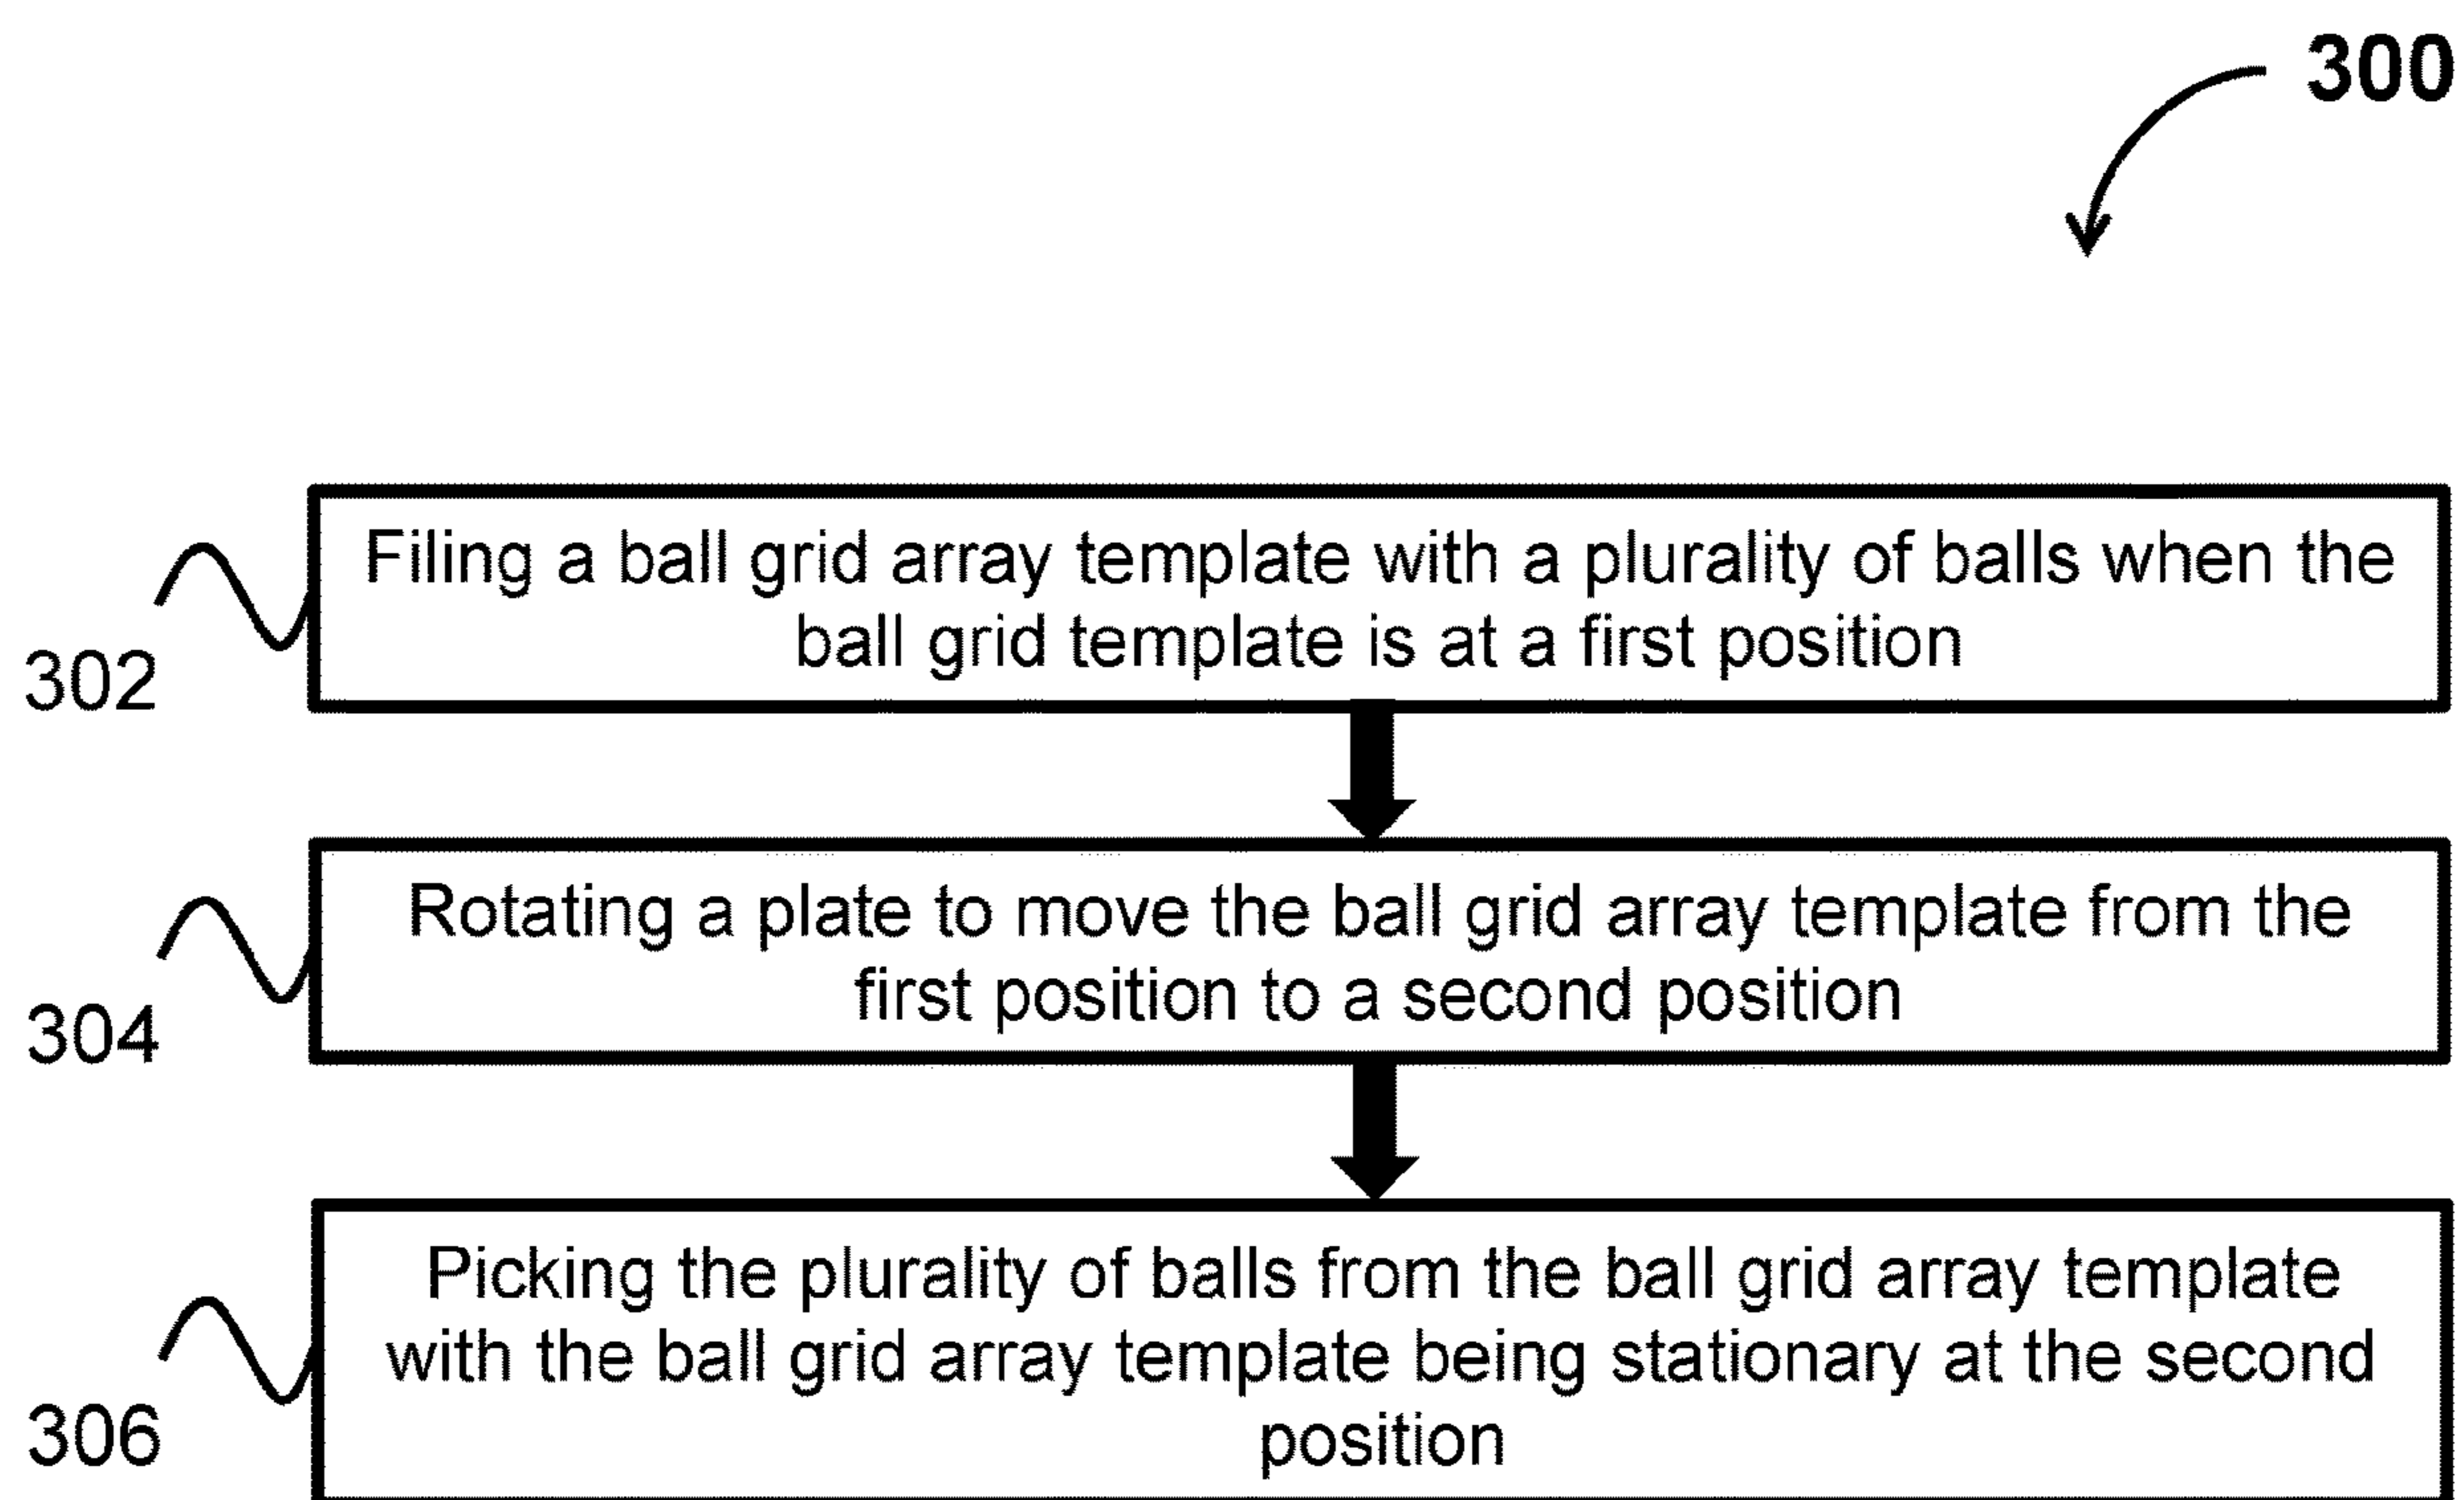 300
Filing a ball grid array template with a plurality of balls when the
ball grid template is at a first position
302
Rotating a plate to move the ball grid array template from the
first position to a second position
304
Picking the plurality of balls from the ball grid array template
with the ball grid array template being stationary at the second
position
306